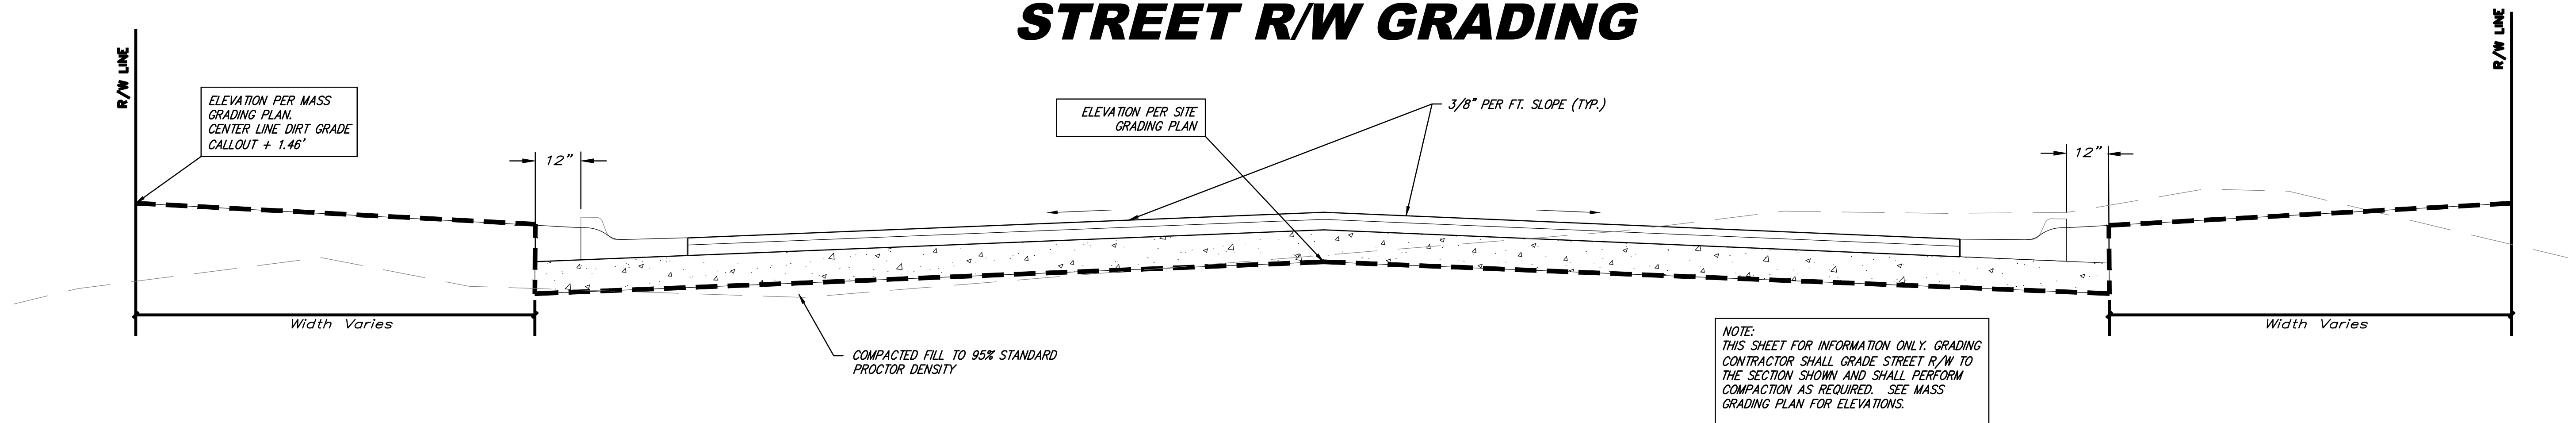 STREET R/W GRADING
R/W LINE
R/W LINE
ELEVATION PER MASS
GRADING PLAN.
CENTER LINE DIRT GRADE
CALLOUT + 1.46'
ELEVATION PER SITE
GRADING PLAN
3/8" PER FT. SLOPE (TYP.)
12"
12"
Width Varies
Width Varies
COMPACTED FILL TO 95% STANDARD
PROCTOR DENSITY
NOTE:
THIS SHEET FOR INFORMATION ONLY. GRADING
CONTRACTOR SHALL GRADE STREET R/W TO
THE SECTION SHOWN AND SHALL PERFORM
COMPACTION AS REQUIRED. SEE MASS
GRADING PLAN FOR ELEVATIONS.